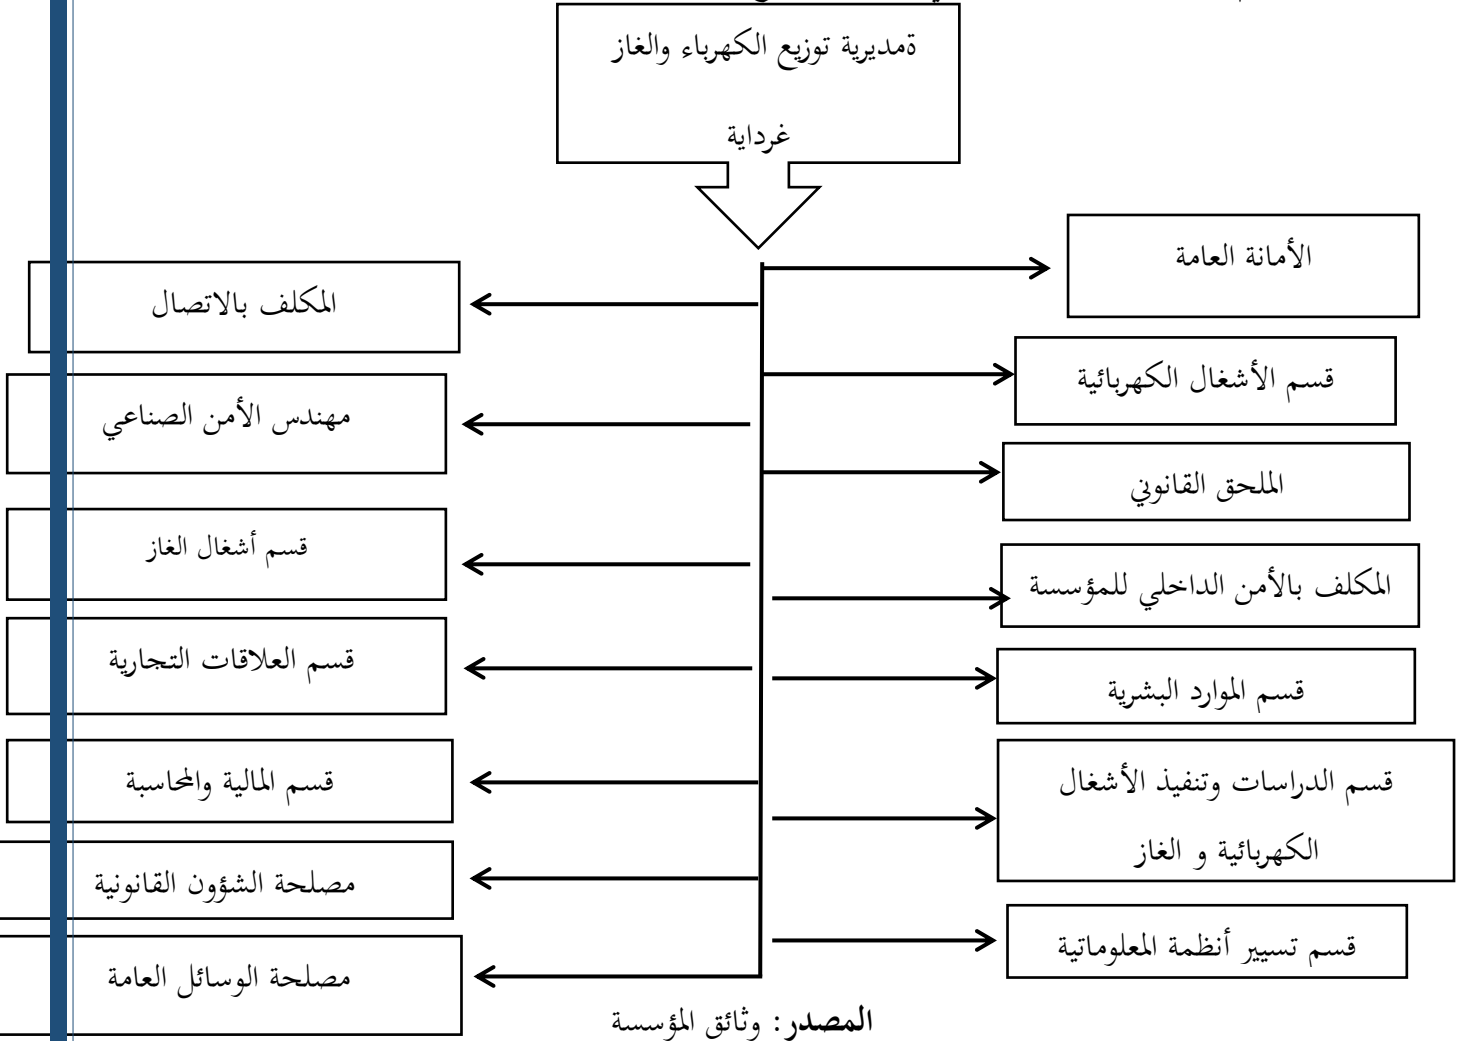 ةمديرية توزيع الكهرباء والغاز
غرداية
الأمانة العامة
المكلف بالاتصال
قسم الأشغال الكهربائية
مهندس الأمن الصناعي
الملحق القانوني
قسم أشغال الغاز
المكلف بالأمن الداخلي للمؤسسة
قسم العلاقات التجارية
قسم الموارد البشرية
قسم المالية والمحاسبة
قسم الدراسات وتنفيذ الأشغال
الكهربائية و الغاز
مصلحة الشؤون القانونية
قسم تسيير أنظمة المعلوماتية
مصلحة الوسائل العامة
المصدر: وثائق المؤسسة